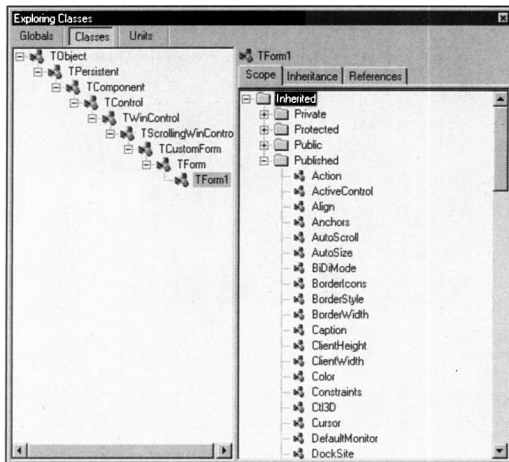 Exploring Classes
Globals Classes Units
TObject
TPersistent
TComponent
TControl
TWinControl
TScrollingWinContro
TCustomForm
TForm
TForm1
TForm1
Scope Inheritance References
Inherited
Private
Protected
Public
Published
Action
ActiveControl
Align
Anchors
AutoScroll
AutoSize
BiDiMode
BorderIcons
BorderStyle
BorderWidth
Caption
ClientHeight
ClientWidth
Color
Constraints
Ctl3D
Cursor
DefaultMonitor
DockSite